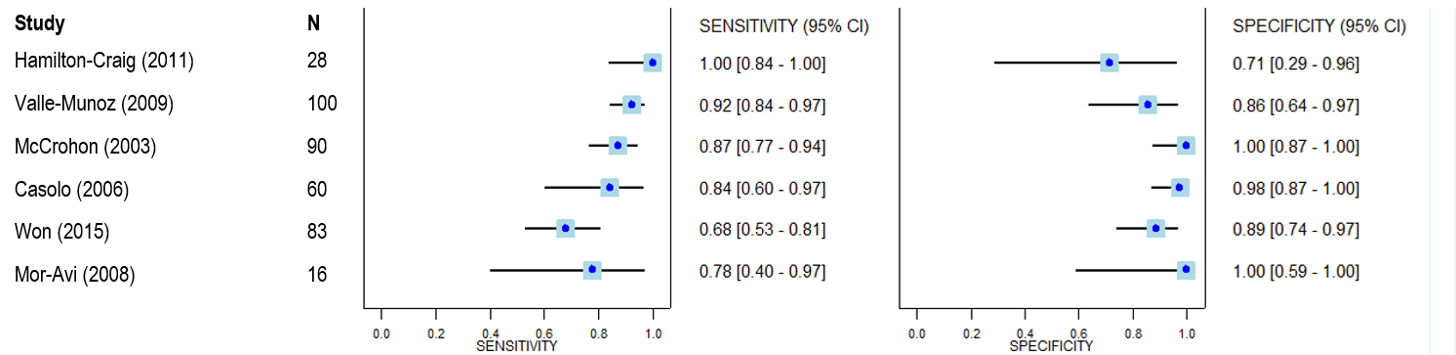 Study N SENSITIVITY (95% CI) SPECIFICITY (95% CI)
Hamilton-Craig (2011) 28 1.00 [0.84 - 1.00] 0.71 [0.29 - 0.96]
Valle-Munoz (2009) 100 0.92 [0.84 - 0.97] 0.86 [0.64 - 0.97]
McCrohon (2003) 90 0.87 [0.77 - 0.94] 1.00 [0.87 - 1.00]
Casolo (2006) 60 0.84 [0.60 - 0.97] 0.98 [0.87 - 1.00]
Won (2015) 83 0.68 [0.53 - 0.81] 0.89 [0.74 - 0.97]
Mor-Avi (2008) 16 0.78 [0.40 - 0.97] 1.00 [0.59 - 1.00]
0.0 0.2 0.4 0.6 0.8 1.0 0.0 0.2 0.4 0.6 0.8 1.0
SENSITIVITY SPECIFICITY